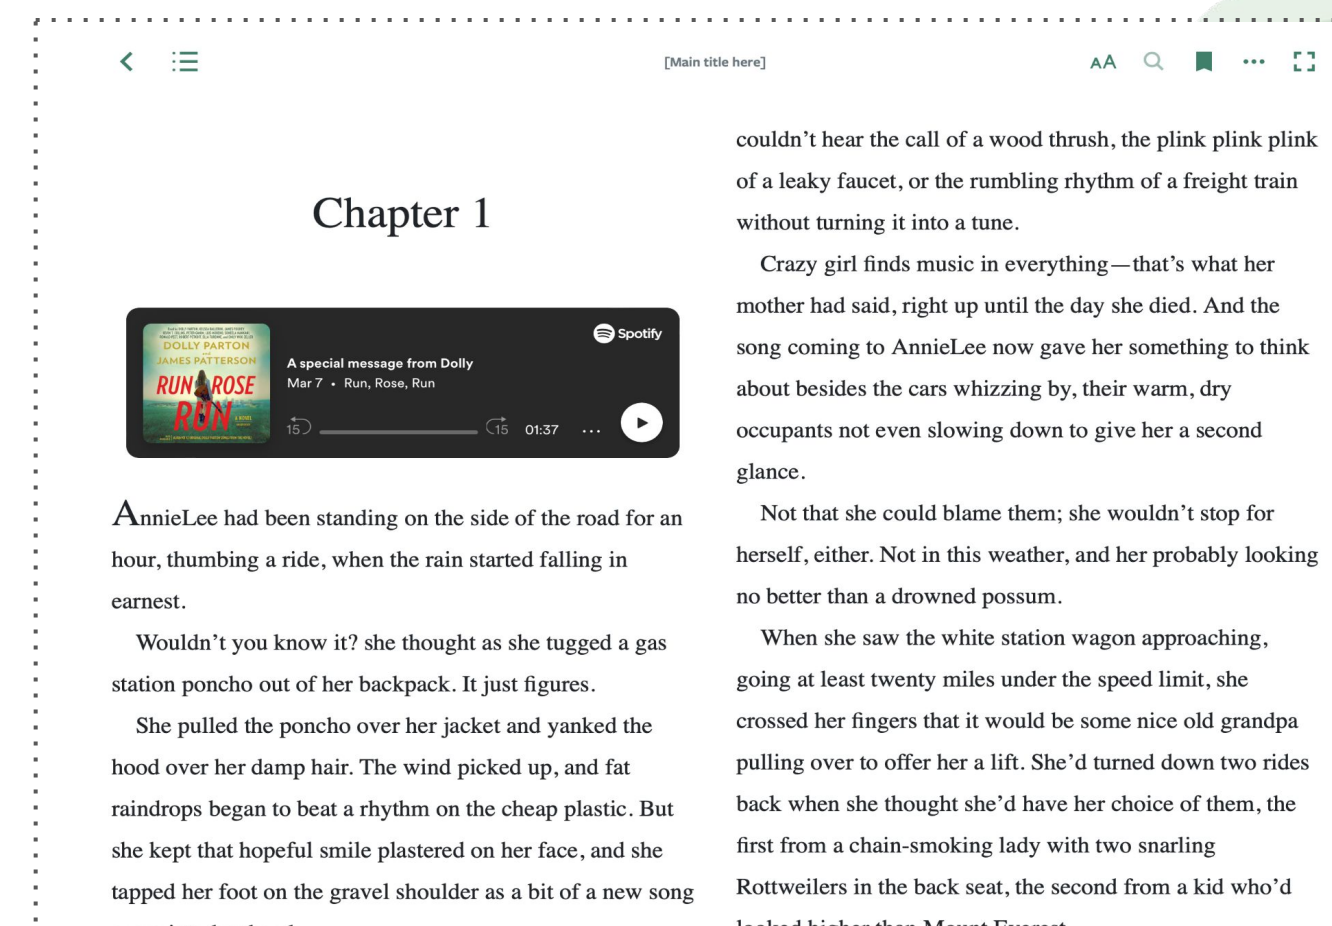 [Main title here]
AA
Chapter 1
DOLLY PARTON
and
JAMES PATTERSON
RUN ROSE
RUN
A NOVEL
Spotify
A special message from Dolly
Mar 7 • Run, Rose, Run
15
15
01:37
AnnieLee had been standing on the side of the road for an
hour, thumbing a ride, when the rain started falling in
earnest.
Wouldn’t you know it? she thought as she tugged a gas
station poncho out of her backpack. It just figures.
She pulled the poncho over her jacket and yanked the
hood over her damp hair. The wind picked up, and fat
raindrops began to beat a rhythm on the cheap plastic. But
she kept that hopeful smile plastered on her face, and she
tapped her foot on the gravel shoulder as a bit of a new song
couldn’t hear the call of a wood thrush, the plink plink plink
of a leaky faucet, or the rumbling rhythm of a freight train
without turning it into a tune.
Crazy girl finds music in everything—that’s what her
mother had said, right up until the day she died. And the
song coming to AnnieLee now gave her something to think
about besides the cars whizzing by, their warm, dry
occupants not even slowing down to give her a second
glance.
Not that she could blame them; she wouldn’t stop for
herself, either. Not in this weather, and her probably looking
no better than a drowned possum.
When she saw the white station wagon approaching,
going at least twenty miles under the speed limit, she
crossed her fingers that it would be some nice old grandpa
pulling over to offer her a lift. She’d turned down two rides
back when she thought she’d have her choice of them, the
first from a chain-smoking lady with two snarling
Rottweilers in the back seat, the second from a kid who’d
looked higher than Mount Everest